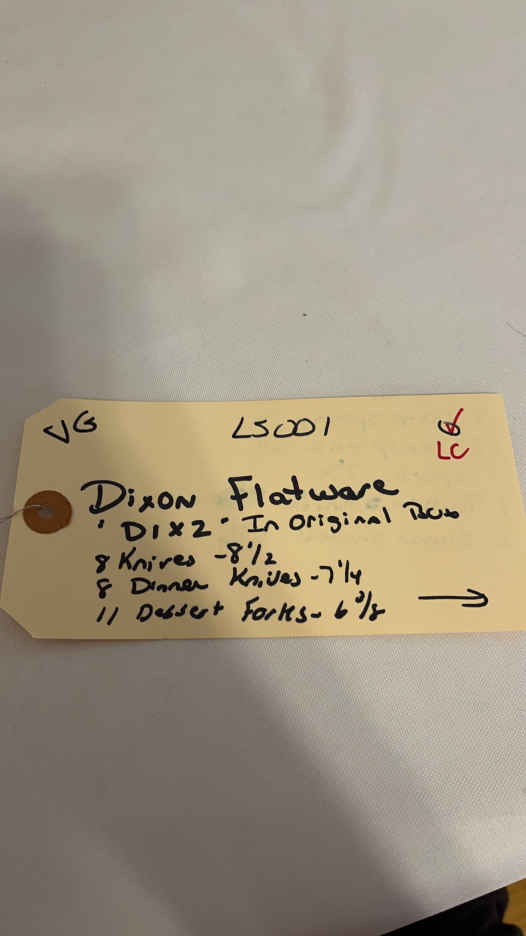 VG LS001
LC
Dixon Flatware
"DIX2" In Original Box
8 Knives -8 1/2
8 Dinner Knives -7 1/4
11 Dessert Forks- 6 3/8